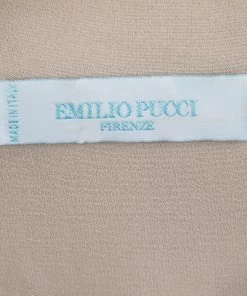 MADE IN ITALY
EMILIO PUCCI
FIRENZE